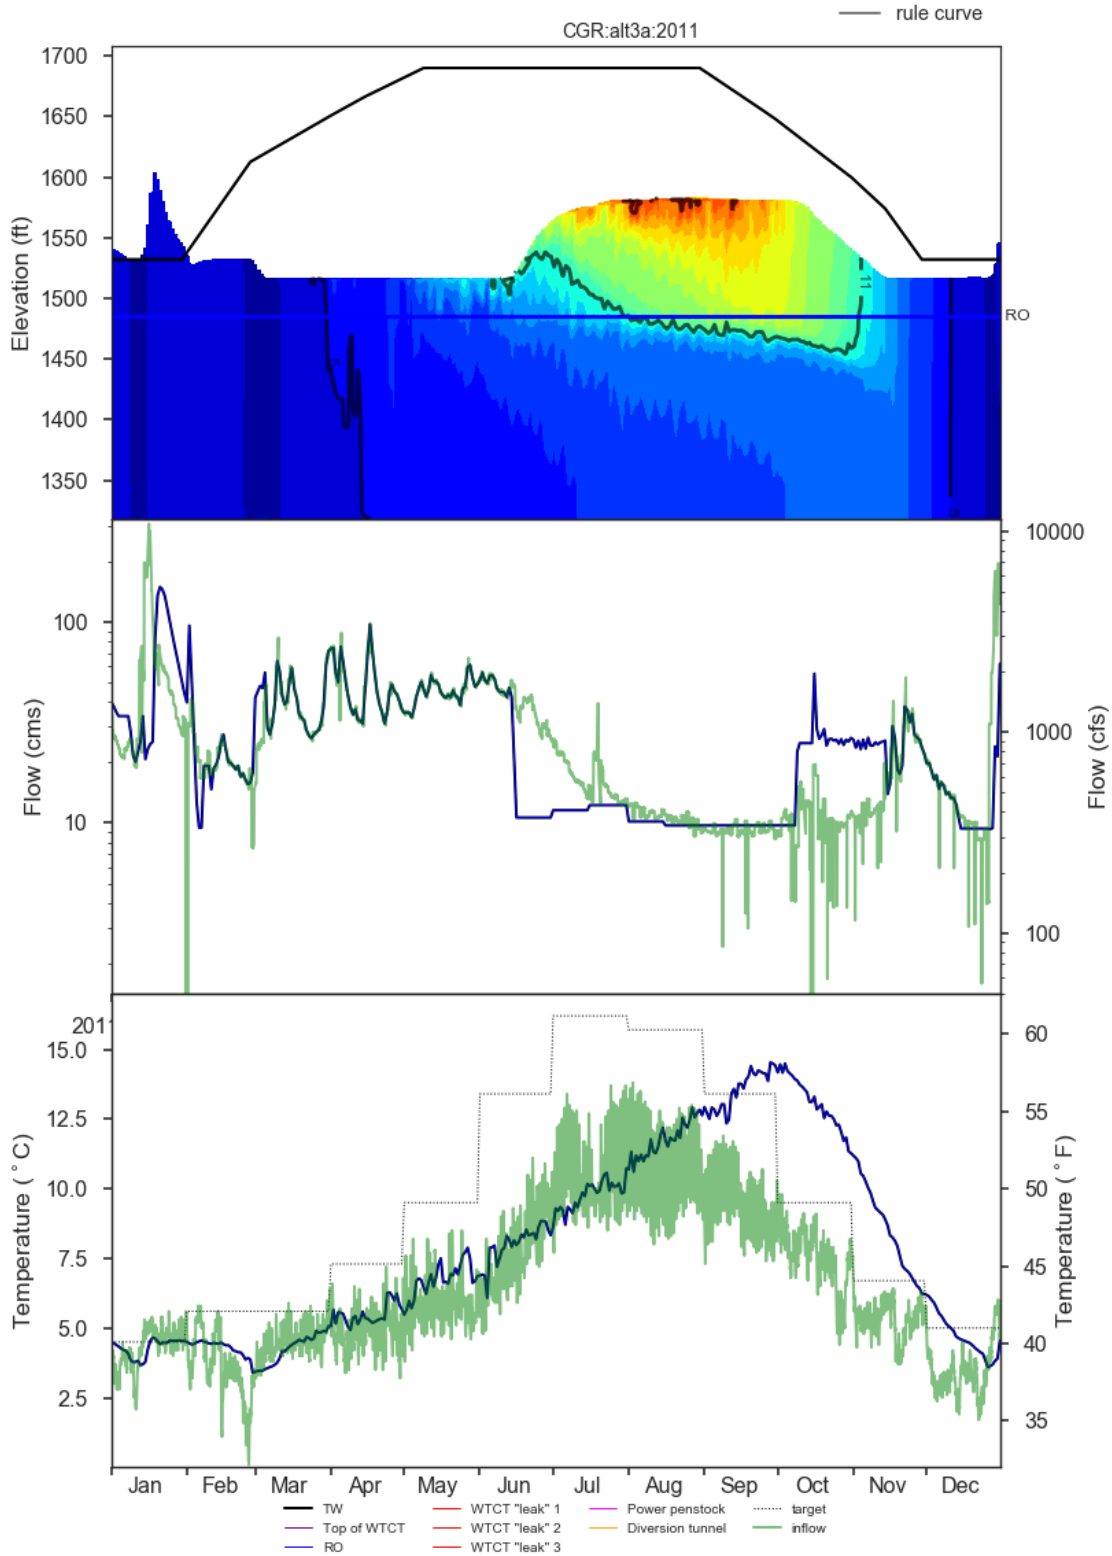 rule curve
CGR:alt3a:2011
1700
1650
1600
1550
1500
1450
1400
1350
Elevation (ft)
11
5
5
RO
100
10
Flow (cms)
10000
1000
100
Flow (cfs)
201
15.0
12.5
10.0
7.5
5.0
2.5
Temperature (˚C)
60
55
50
45
40
35
Temperature (˚F)
Jan Feb Mar Apr May Jun Jul Aug Sep Oct Nov Dec
TW WTCT "leak" 1 Power penstock target
Top of WTCT WTCT "leak" 2 Diversion tunnel inflow
RO WTCT "leak" 3